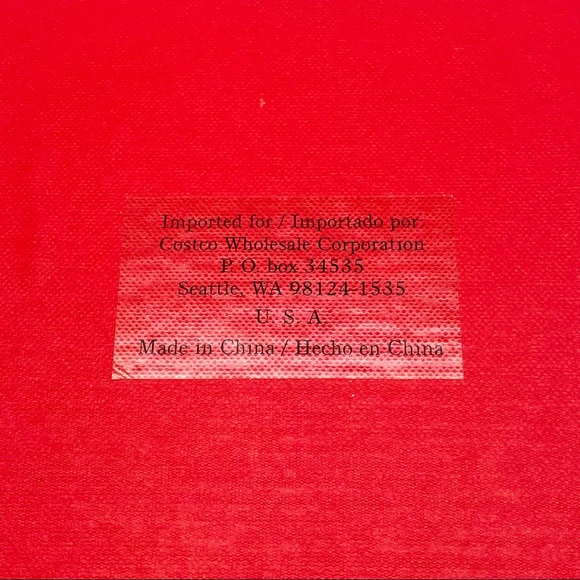 Imported for / Importado por:
Costco Wholesale Corporation
P O. box 34535
Seattle, WA 98124-1535
U. S. A.
Made in China / Hecho en China